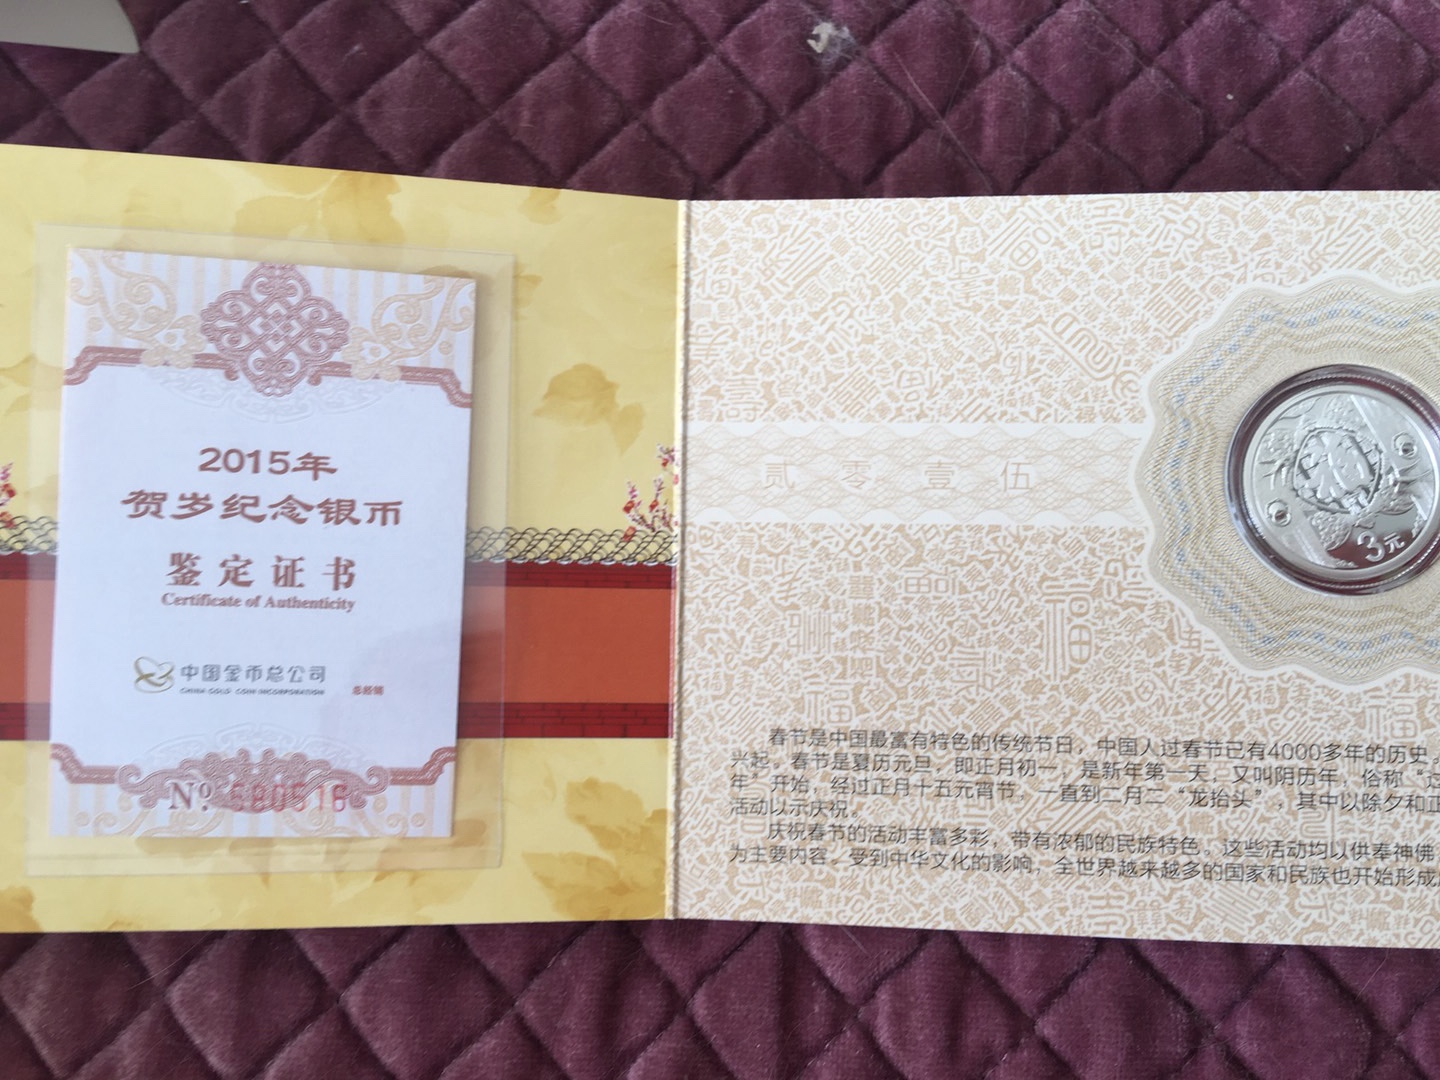 2015年
贺岁纪念银币
鉴定证书
Certificate of Authenticity
中国金币总公司
CHINA GOLD COIN INCORPORATION
总经销
No. 580516
贰零壹伍
3元
春节是中国最富有特色的传统节日，中国人过春节已有4000多年的历史。
兴起。春节是夏历元旦，即正月初一，是新年第一天，又叫阴历年，俗称“过
年”开始，经过正月十五元宵节，一直到二月二“龙抬头”，其中以除夕和正
活动以示庆祝。
庆祝春节的活动丰富多彩，带有浓郁的民族特色。这些活动均以供奉神佛
为主要内容。受到中华文化的影响，全世界越来越多的国家和民族也开始形成